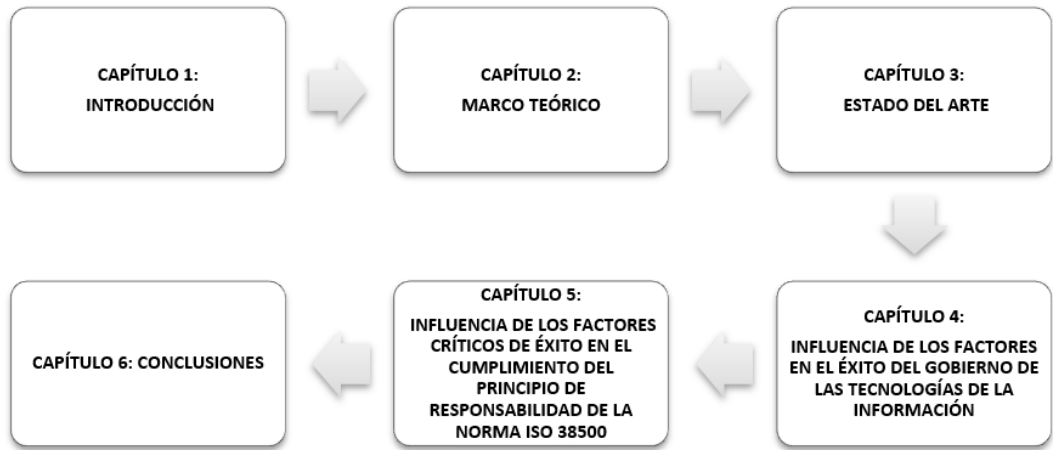 CAPÍTULO 1:
INTRODUCCIÓN
CAPÍTULO 2:
MARCO TEÓRICO
CAPÍTULO 3:
ESTADO DEL ARTE
CAPÍTULO 4:
INFLUENCIA DE LOS FACTORES
EN EL ÉXITO DEL GOBIERNO DE
LAS TECNOLOGÍAS DE LA
INFORMACIÓN
CAPÍTULO 5:
INFLUENCIA DE LOS FACTORES
CRÍTICOS DE ÉXITO EN EL
CUMPLIMIENTO DEL
PRINCIPIO DE
RESPONSABILIDAD DE LA
NORMA ISO 38500
CAPÍTULO 6: CONCLUSIONES